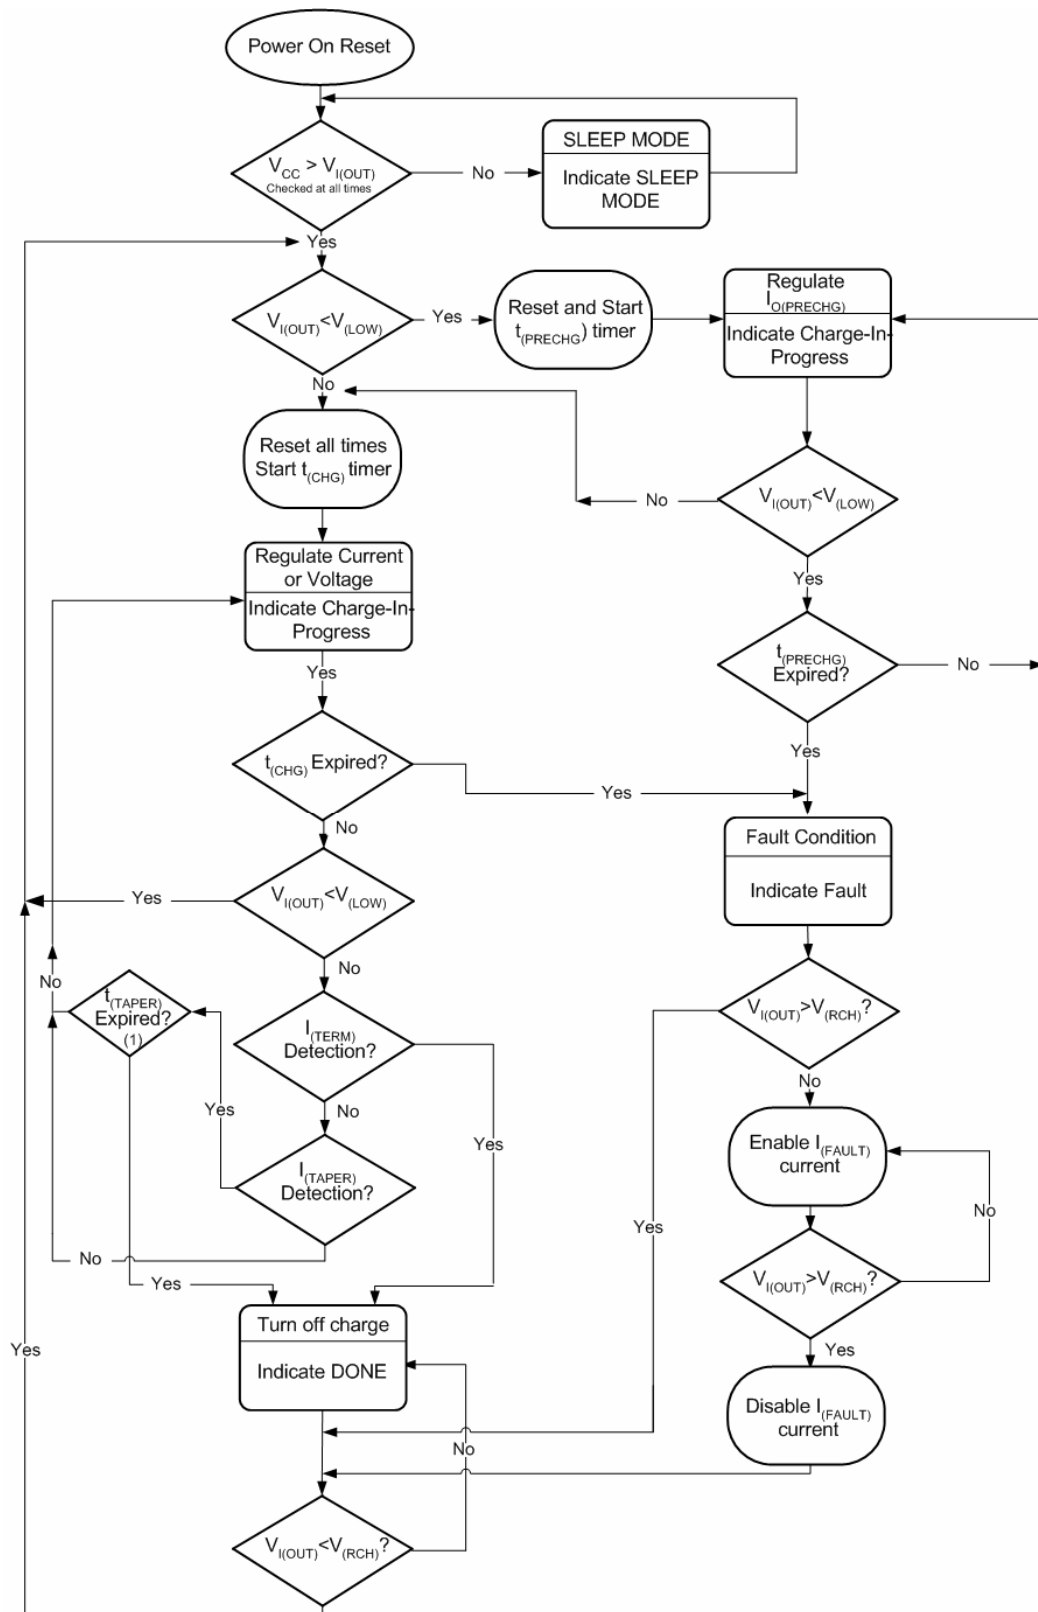 Power On Reset
V_CC > V_I(OUT)
Checked at all times
No
SLEEP MODE
Indicate SLEEP
MODE
Yes
V_I(OUT)<V_(LOW)
Yes
Reset and Start
t_(PRECHG) timer
Regulate
I_O(PRECHG)
Indicate Charge-In-
Progress
No
Reset all times
Start t_(CHG) timer
No
V_I(OUT)<V_(LOW)
Regulate Current
or Voltage
Indicate Charge-In-
Progress
Yes
Yes
t_(PRECHG)
Expired?
No
Yes
t_(CHG) Expired?
Yes
No
Fault Condition
Indicate Fault
V_I(OUT)<V_(LOW)
Yes
No
No
t_(TAPER)
Expired?
(1)
I_(TERM)
Detection?
V_I(OUT)>V_(RCH)?
No
Yes
No
Yes
Enable I_(FAULT)
current
No
I_(TAPER)
Detection?
Yes
No
Yes
V_I(OUT)>V_(RCH)?
Yes
Turn off charge
Indicate DONE
Yes
Disable I_(FAULT)
current
No
V_I(OUT)<V_(RCH)?